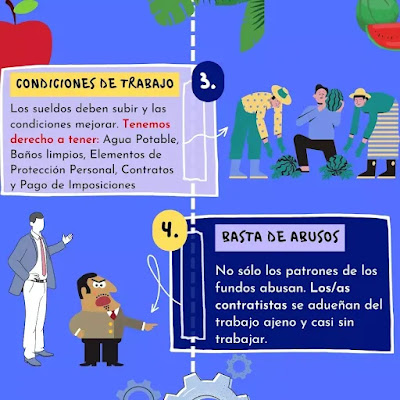 CONDICIONES DE TRABAJO
3.
Los sueldos deben subir y las
condiciones mejorar. Tenemos
derecho a tener: Agua Potable,
Baños limpios, Elementos de
Protección Personal, Contratos
y Pago de Imposiciones
4.
BASTA DE ABUSOS
No sólo los patrones de los
fundos abusan. Los/as
contratistas se adueñan del
trabajo ajeno y casi sin
trabajar.